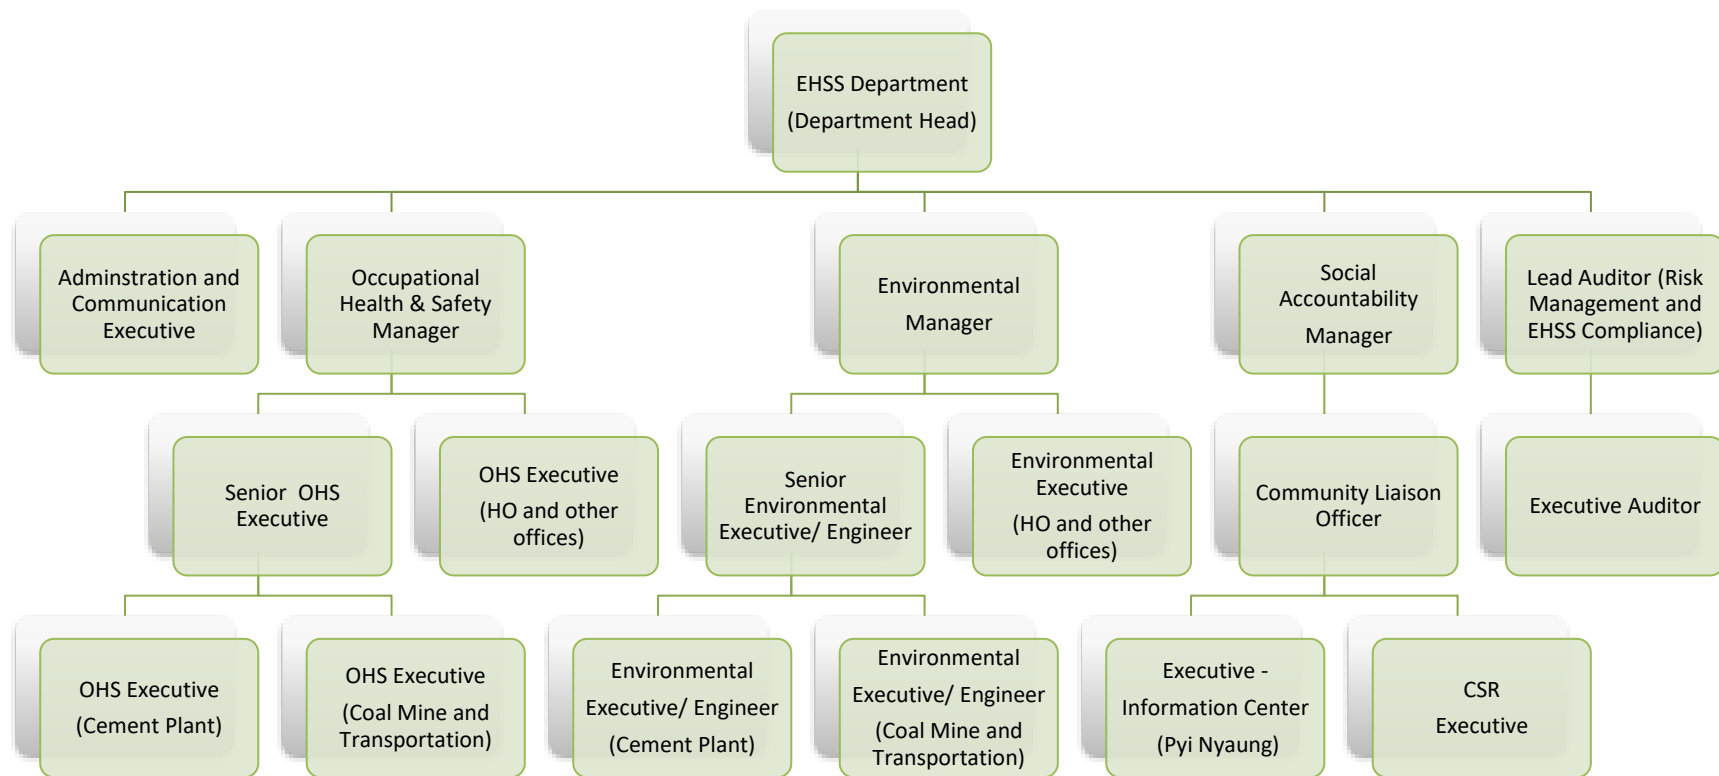 EHSS Department
(Department Head)
Adminstration and
Communication
Executive
Occupational
Health & Safety
Manager
Environmental
Manager
Social
Accountability
Manager
Lead Auditor (Risk
Management and
EHSS Compliance)
Senior OHS
Executive
OHS Executive
(HO and other
offices)
Senior
Environmental
Executive/ Engineer
Environmental
Executive
(HO and other
offices)
Community Liaison
Officer
Executive Auditor
OHS Executive
(Cement Plant)
OHS Executive
(Coal Mine and
Transportation)
Environmental
Executive/ Engineer
(Cement Plant)
Environmental
Executive/ Engineer
(Coal Mine and
Transportation)
Executive -
Information Center
(Pyi Nyaung)
CSR
Executive